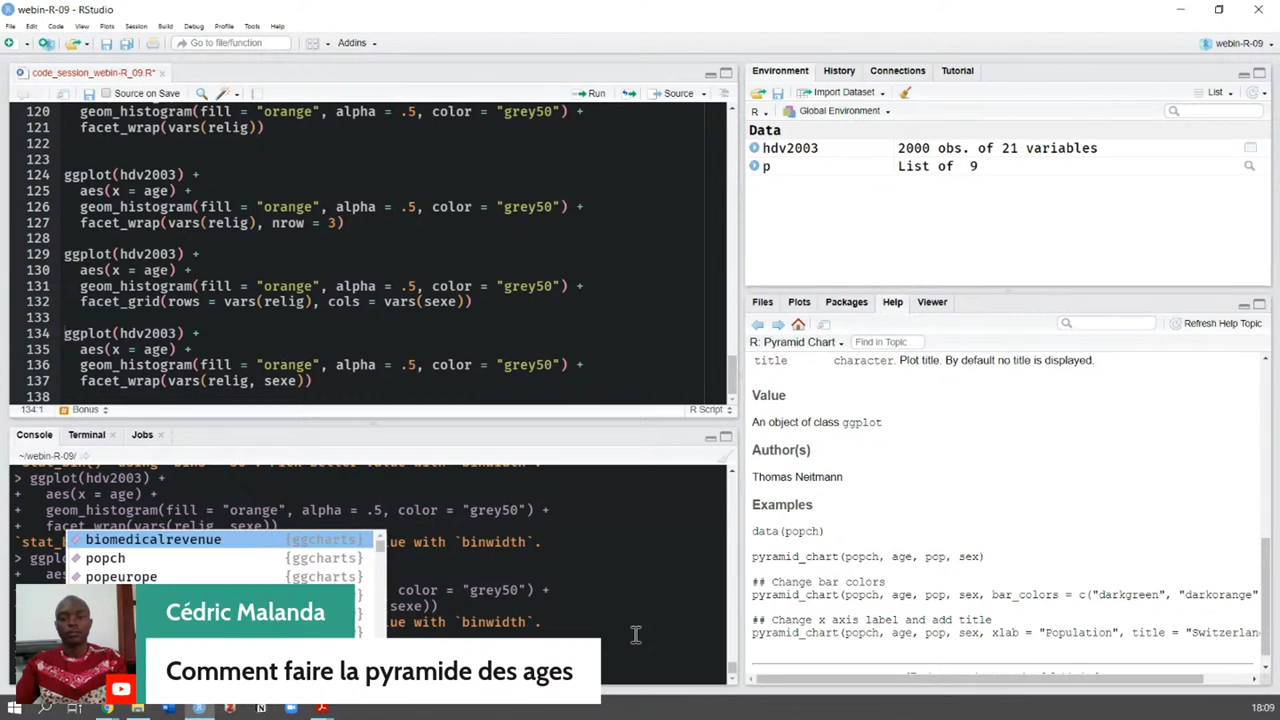 webin-R-09 - RStudio
File Edit Code View Plots Session Build Debug Profile Tools Help
Go to file/function Addins webin-R-09
code_session_webin-R_09.R*
Source on Save Run Source
120 geom_histogram(fill = "orange", alpha = .5, color = "grey50") +
121 facet_wrap(vars(relig))
122
123
124 ggplot(hdv2003) +
125 aes(x = age) +
126 geom_histogram(fill = "orange", alpha = .5, color = "grey50") +
127 facet_wrap(vars(relig), nrow = 3)
128
129 ggplot(hdv2003) +
130 aes(x = age) +
131 geom_histogram(fill = "orange", alpha = .5, color = "grey50") +
132 facet_grid(rows = vars(relig), cols = vars(sexe))
133
134 ggplot(hdv2003) +
135 aes(x = age) +
136 geom_histogram(fill = "orange", alpha = .5, color = "grey50") +
137 facet_wrap(vars(relig, sexe))
138
134:1 Bonus R Script
Console Terminal Jobs
~/webin-R-09/
> ggplot(hdv2003) +
+ aes(x = age) +
+ geom_histogram(fill = "orange", alpha = .5, color = "grey50") +
+ facet_wrap(vars(relig, sexe))
`stat_b ue with `binwidth`.
> ggp
+
color = "grey50") +
sexe))
ue with `binwidth`.
biomedicalrevenue {ggcharts}
popch {ggcharts}
popeurope {ggcharts}
Cédric Malanda
Comment faire la pyramide des ages
Environment History Connections Tutorial
Import Dataset List
R Global Environment
Data
hdv2003 2000 obs. of 21 variables
p List of 9
Files Plots Packages Help Viewer
Refresh Help Topic
R: Pyramid Chart Find in Topic
title character. Plot title. By default no title is displayed.
Value
An object of class ggplot
Author(s)
Thomas Neitmann
Examples
data(popch)
pyramid_chart(popch, age, pop, sex)
## Change bar colors
pyramid_chart(popch, age, pop, sex, bar_colors = c("darkgreen", "darkorange"
## Change x axis label and add title
pyramid_chart(popch, age, pop, sex, xlab = "Population", title = "Switzerlan
18:09